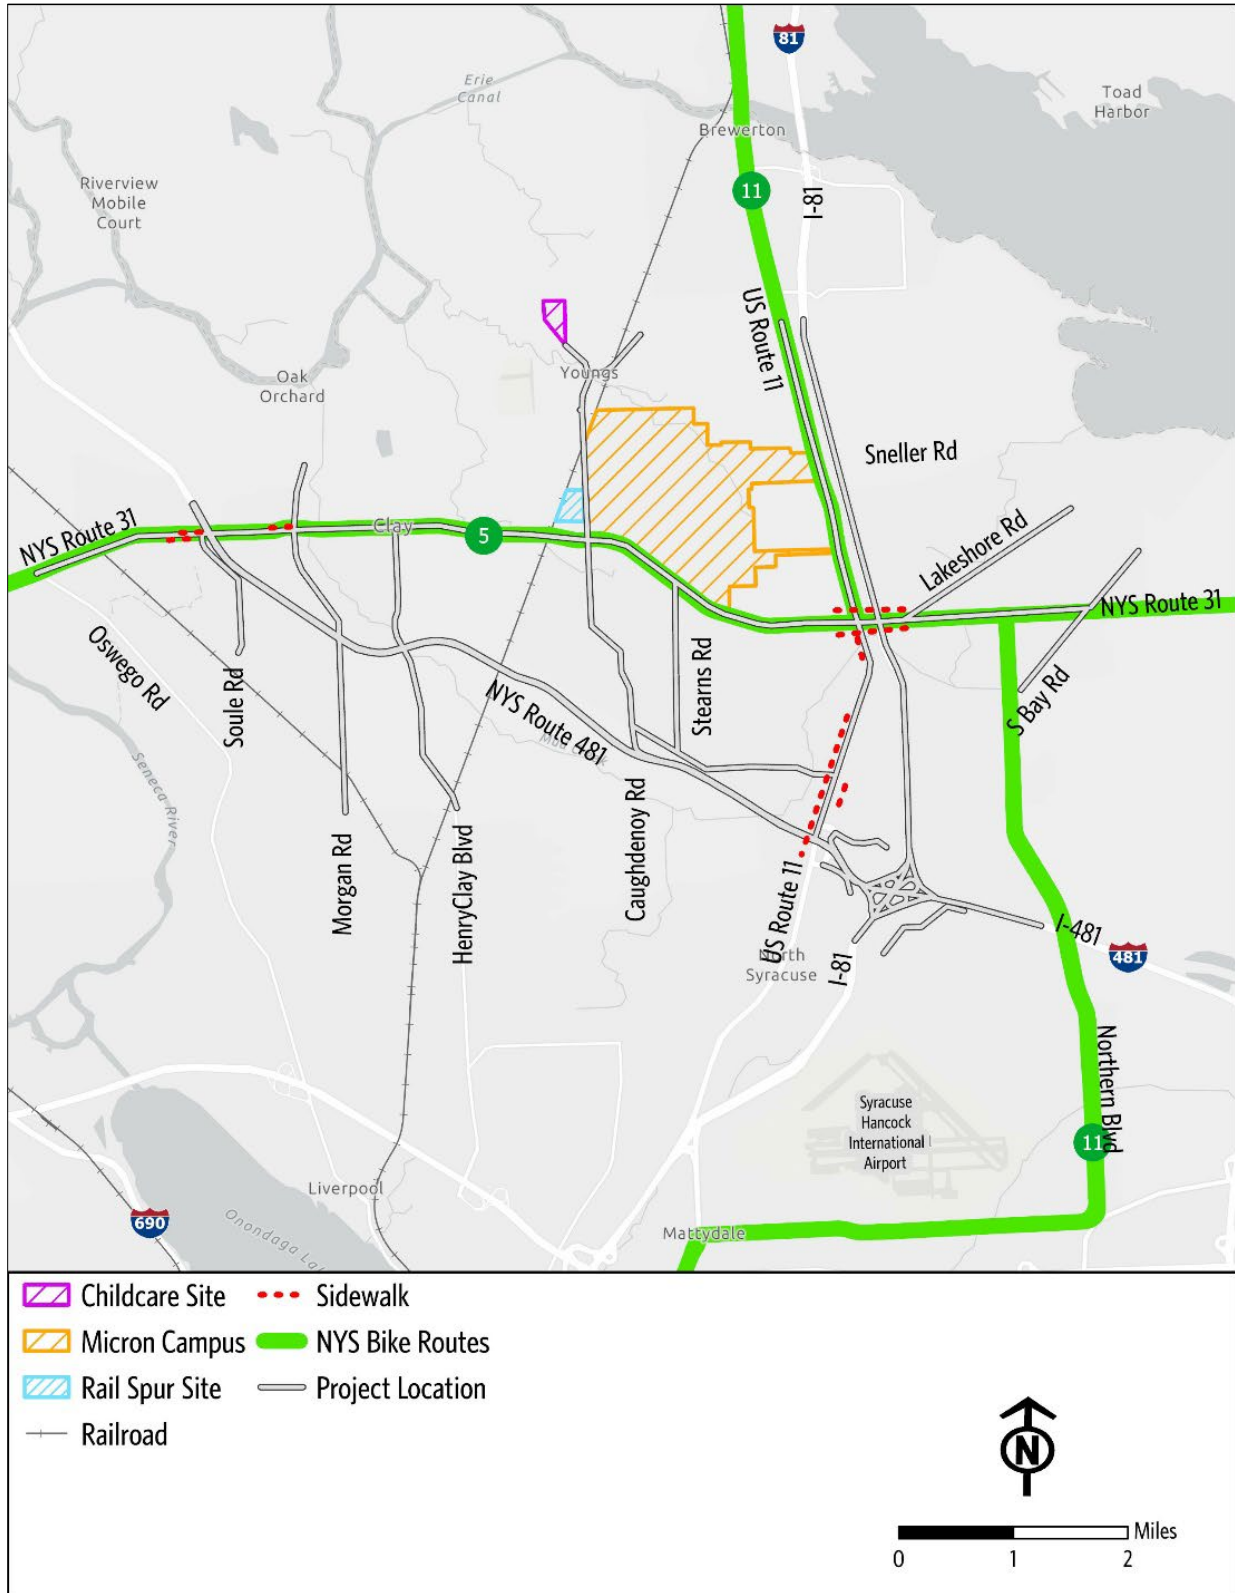 81
Toad
Harbor
Erie
Canal
Brewerton
Riverview
Mobile
Court
11
I-81
US Route 11
Youngs
Oak
Orchard
Sneller Rd
NYS Route 31
Clay
5
Lakeshore Rd
NYS Route 31
Oswego Rd
Soule Rd
Stearns Rd
S Bay Rd
NYS Route 481
Seneca River
Morgan Rd
HenryClay Blvd
Caughdenoy Rd
US Route 11
North
Syracuse
I-81
I-481
481
Northern Blvd
Syracuse
Hancock
International
Airport
11
Liverpool
690
Mattydale
Childcare Site
Sidewalk
Micron Campus
NYS Bike Routes
Rail Spur Site
Project Location
Railroad
N
Miles
0 1 2